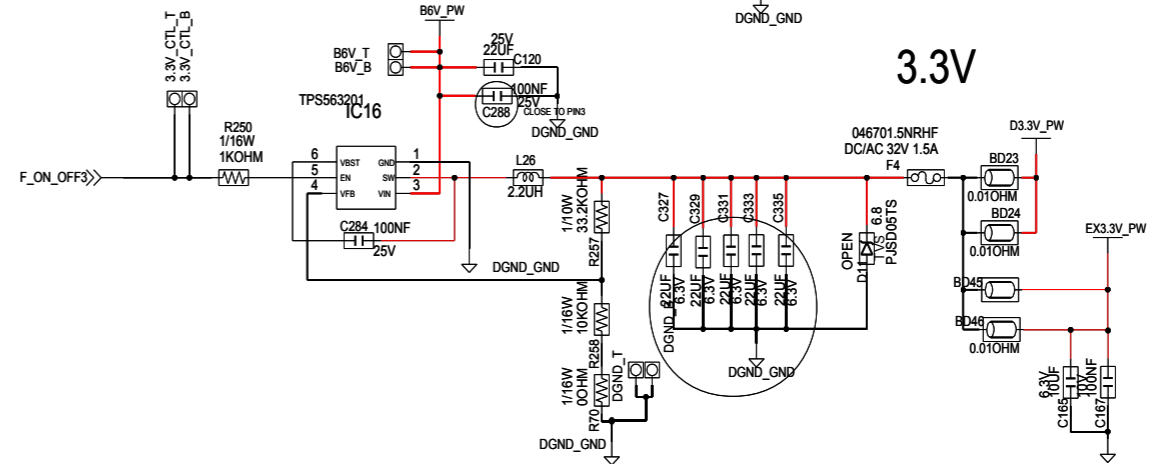 DGND_GND
B6V_PW
3.3V_CTL_T
3.3V_CTL_B
B6V_T
B6V_B
25V
22UF
C120
3.3V
100NF
25V
C288
CLOSE TO PIN3
DGND_GND
TPS563201
IC16
R250
1/16W
1KOHM
F_ON_OFF3
6 VBST GND 1
5 EN SW 2
4 VFB VIN 3
L26
2.2UH
C284 100NF
25V
DGND_GND
1/10W
33.2KOHM
R257
1/16W
10KOHM
R258
1/16W
0OHM
R70
DGND_T
DGND_GND
C327
C329
C331
C333
C335
22UF
6.3V
22UF
6.3V
22UF
6.3V
22UF
6.3V
22UF
6.3V
DGND_GND
OPEN
D11
TVS
6.8
PJSD05TS
046701.5NRHF
DC/AC 32V 1.5A
F4
D3.3V_PW
BD23
0.01OHM
BD24
0.01OHM
EX3.3V_PW
BD45
BD46
0.01OHM
6.3V
10UF
C165
10V
100NF
C167